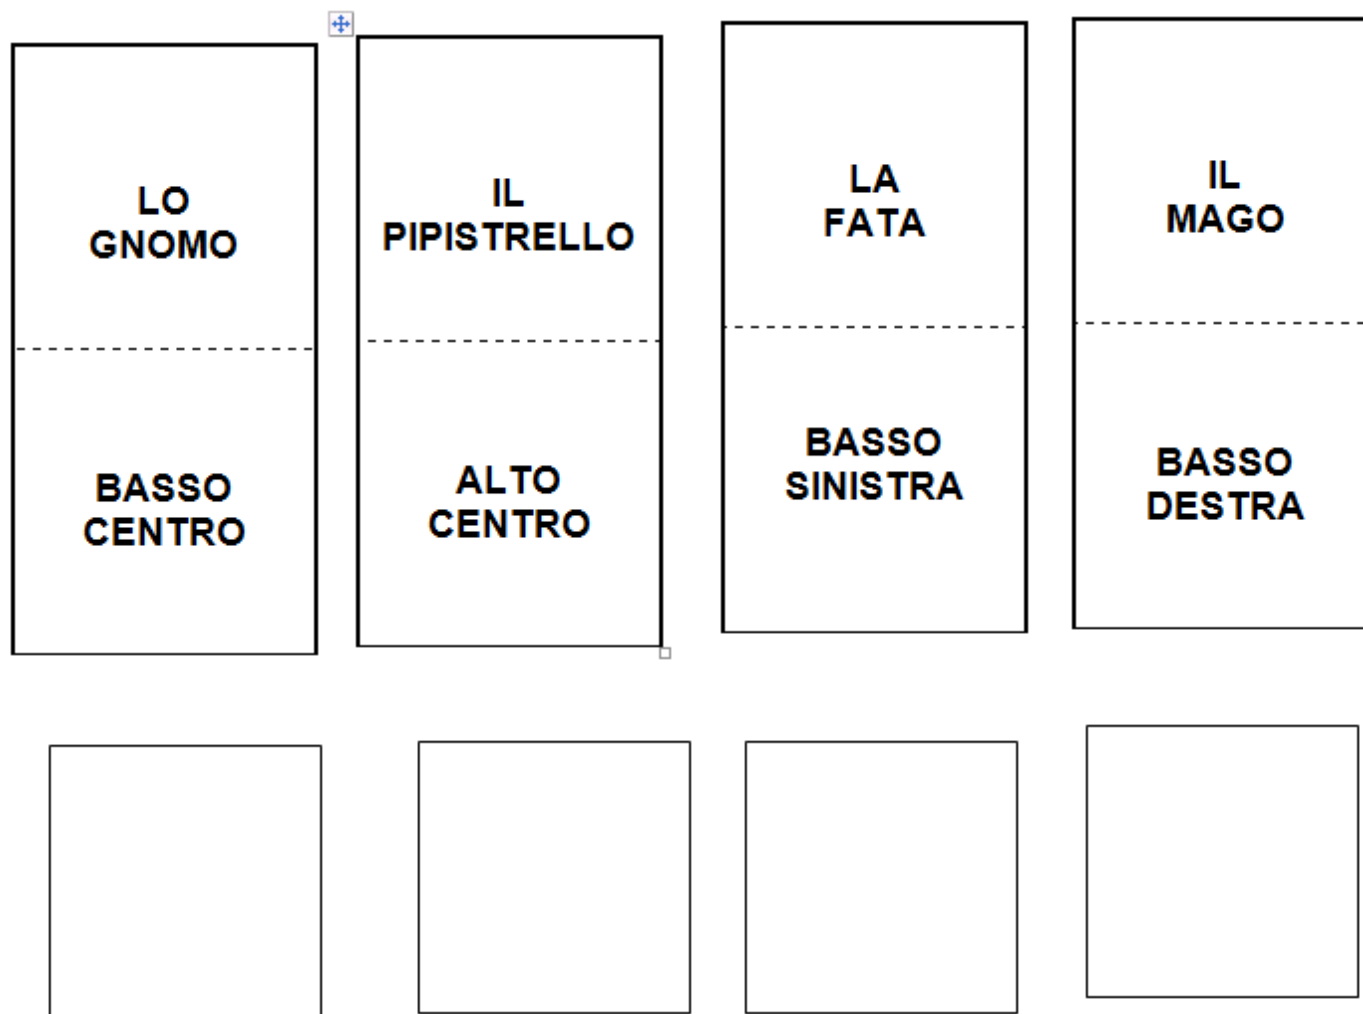 LO
GNOMO
BASSO
CENTRO
IL
PIPISTRELLO
ALTO
CENTRO
LA
FATA
BASSO
SINISTRA
IL
MAGO
BASSO
DESTRA